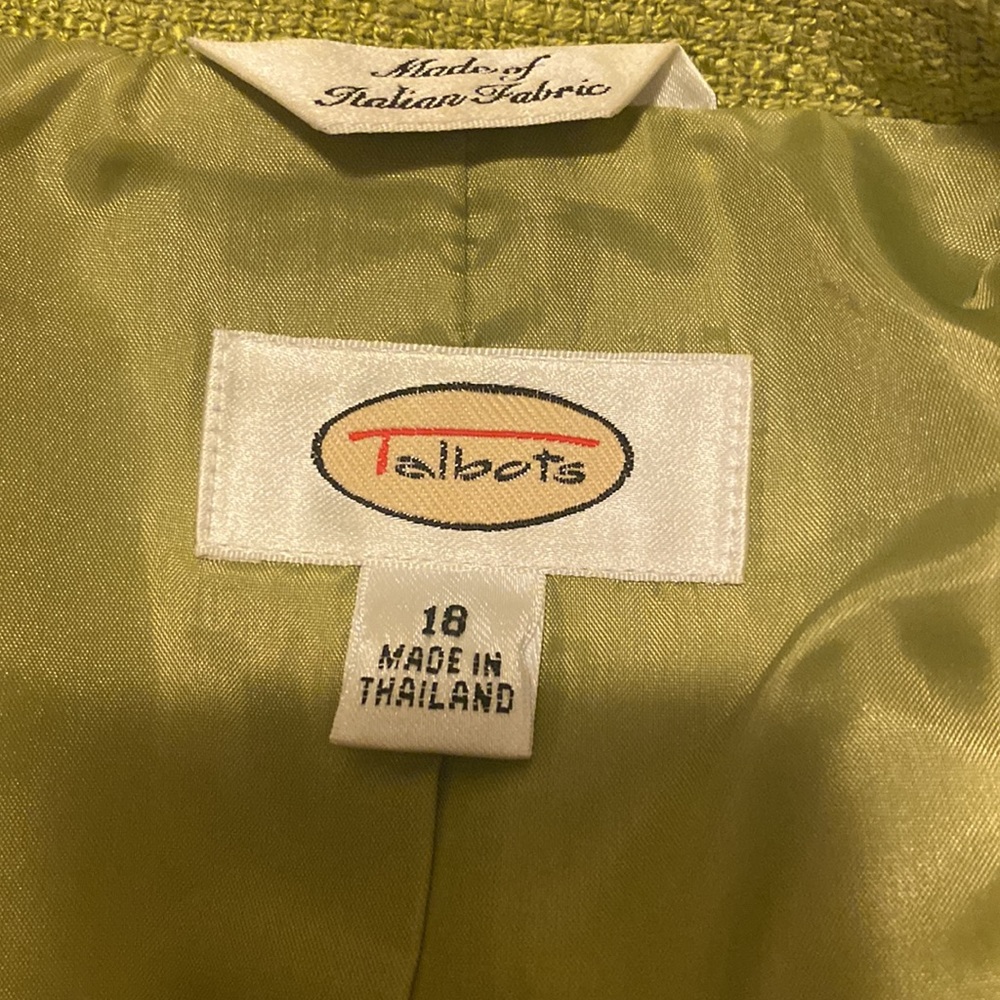 Made of
Italian Fabric
Talbots
18
MADE IN
THAILAND